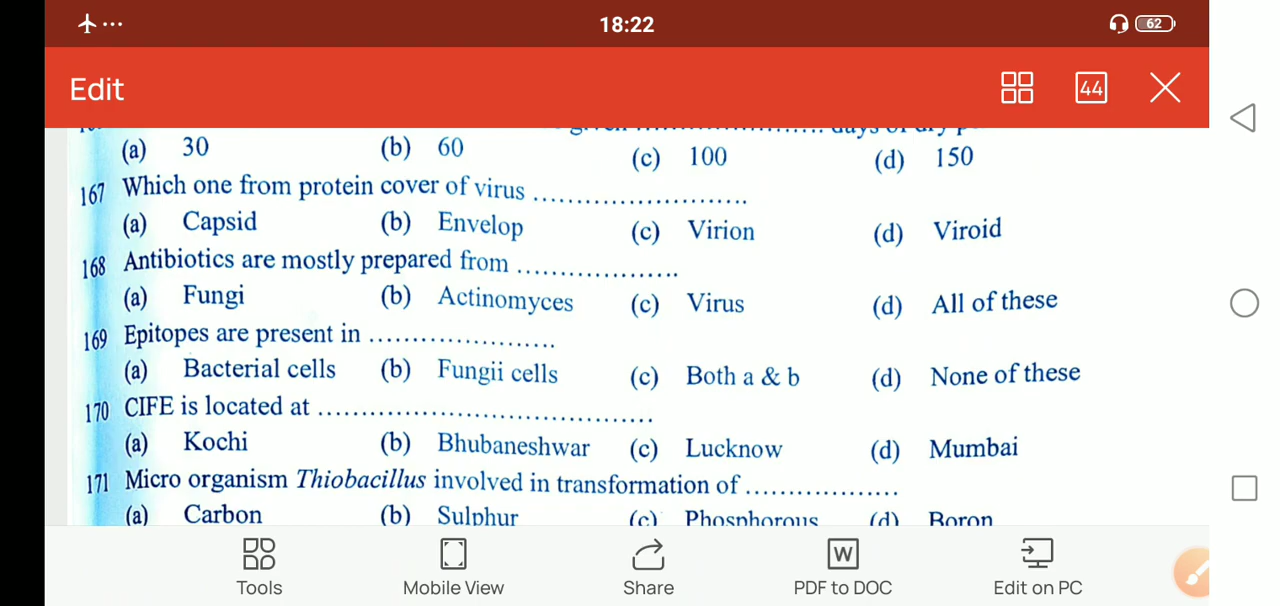 18:22
62
Edit
44
(a) 30 (b) 60 (c) 100 (d) 150
167 Which one from protein cover of virus ........................
(a) Capsid (b) Envelop (c) Virion (d) Viroid
168 Antibiotics are mostly prepared from ..................
(a) Fungi (b) Actinomyces (c) Virus (d) All of these
169 Epitopes are present in .....................
(a) Bacterial cells (b) Fungii cells (c) Both a & b (d) None of these
170 CIFE is located at ......................................
(a) Kochi (b) Bhubaneshwar (c) Lucknow (d) Mumbai
171 Micro organism Thiobacillus involved in transformation of .................
(a) Carbon (b) Sulphur (c) Phosphorous (d) Boron
Tools Mobile View Share PDF to DOC Edit on PC